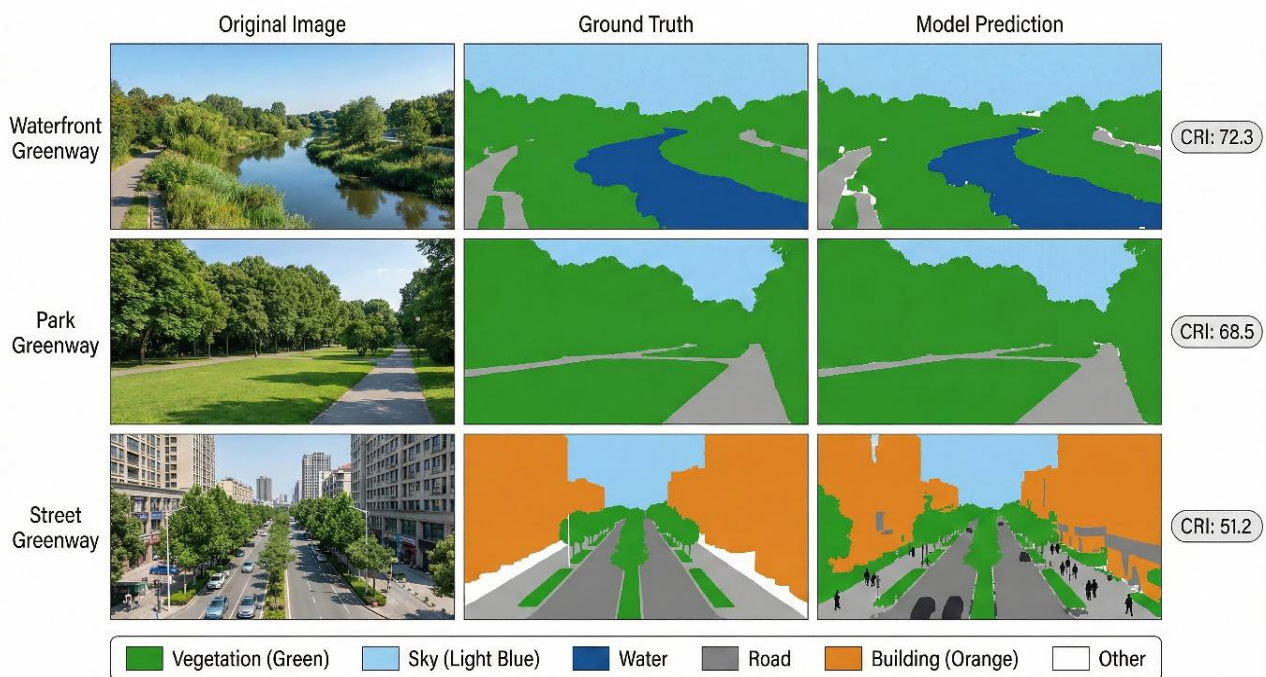 Original Image
Ground Truth
Model Prediction
Waterfront
Greenway
CRI: 72.3
Park
Greenway
CRI: 68.5
Street
Greenway
CRI: 51.2
Vegetation (Green)
Sky (Light Blue)
Water
Road
Building (Orange)
Other